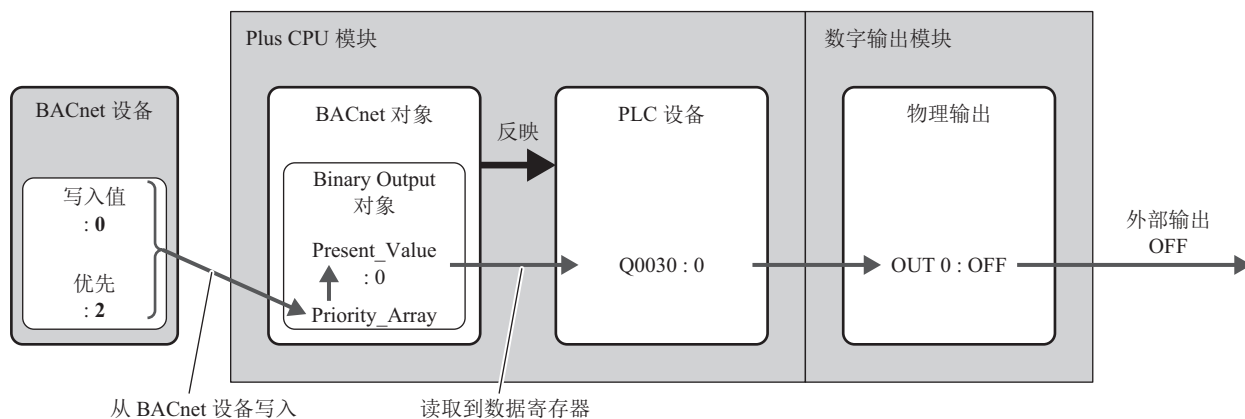 Plus CPU 模块
数字输出模块
BACnet 设备
写入值
: 0
优先
: 2
BACnet 对象
Binary Output
对象
Present_Value
: 0
Priority_Array
反映
PLC 设备
Q0030 : 0
物理输出
OUT 0 : OFF
外部输出
OFF
从 BACnet 设备写入
读取到数据寄存器